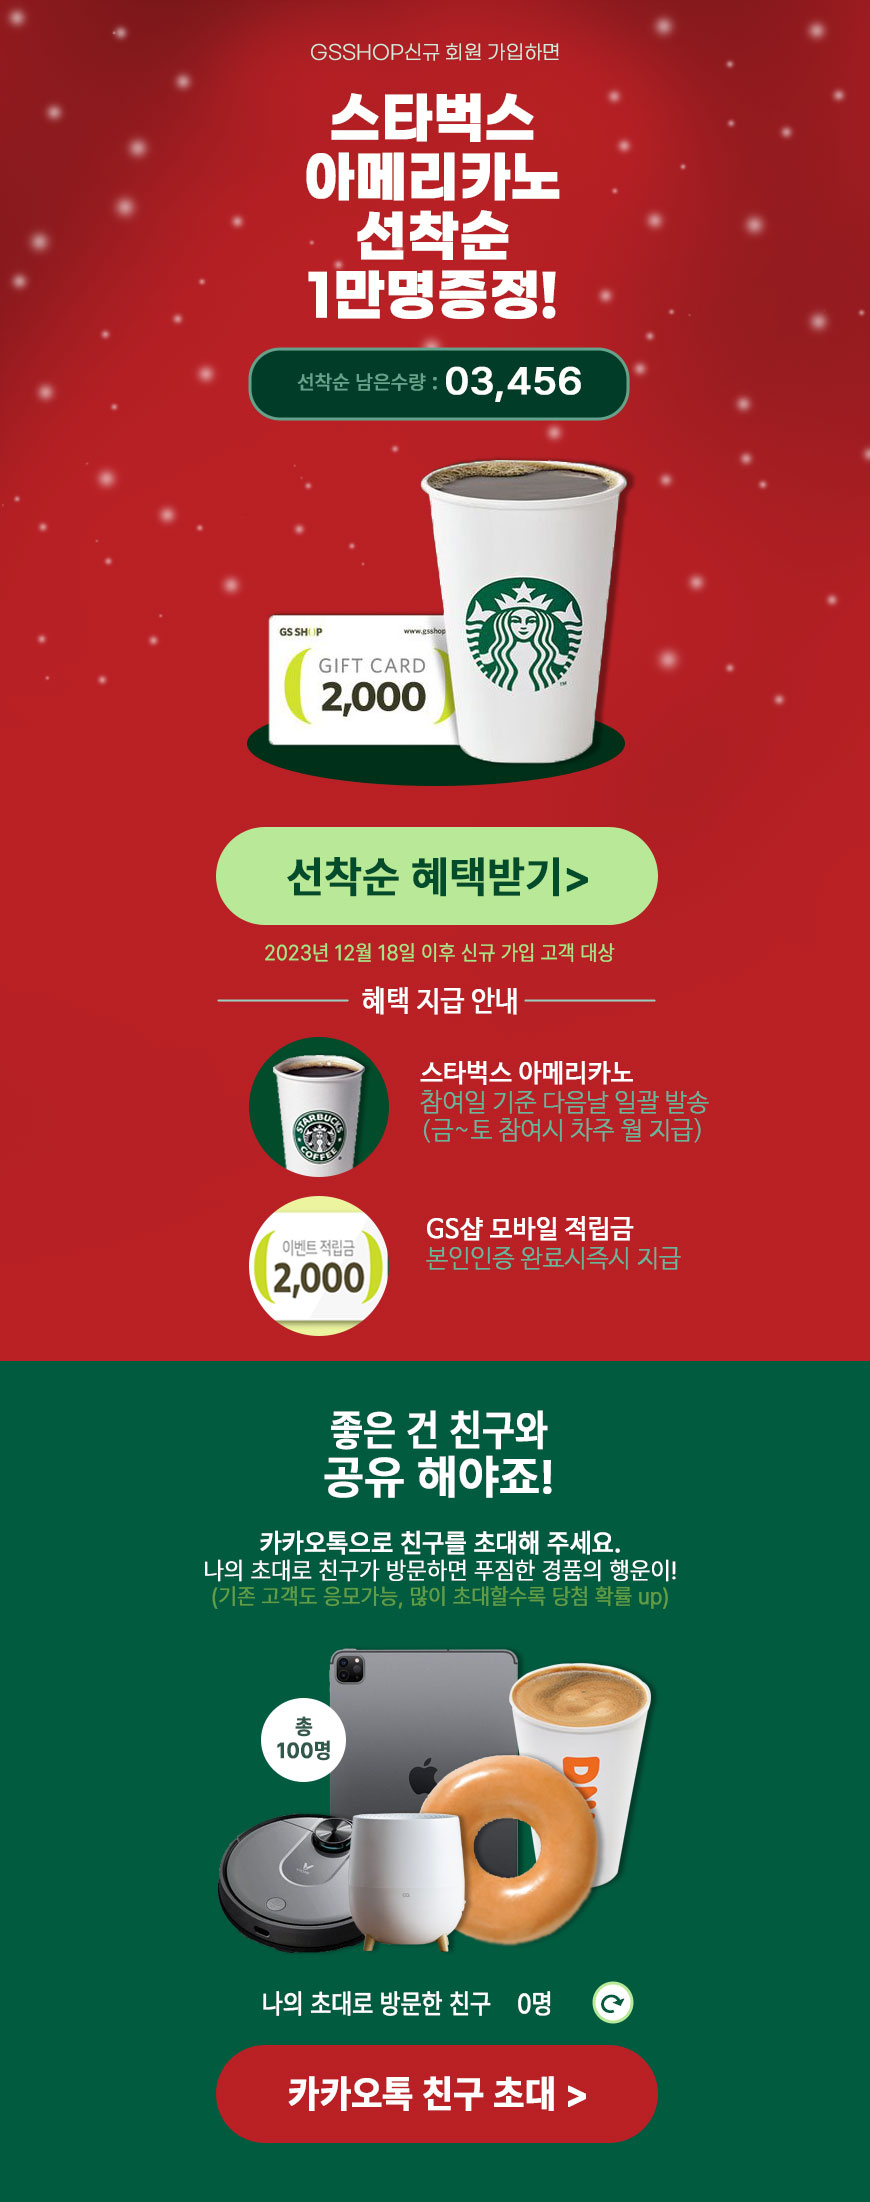 GSSHOP신규 회원 가입하면
스타벅스
아메리카노
선착순
1만명증정!
선착순 남은수량 : 03,456
GS SHOP
www.gsshop
GIFT CARD
2,000
선착순 혜택받기>
2023년 12월 18일 이후 신규 가입 고객 대상
혜택 지급 안내
스타벅스 아메리카노
참여일 기준 다음날 일괄 발송
(금~토 참여시 차주 월 지급)
STARBUCKS
COFFEE
GS샵 모바일 적립금
본인인증 완료시즉시 지급
이벤트 적립금
2,000
좋은 건 친구와
공유 해야죠!
카카오톡으로 친구를 초대해 주세요.
나의 초대로 친구가 방문하면 푸짐한 경품의 행운이!
(기존 고객도 응모가능, 많이 초대할수록 당첨 확률 up)
총
100명
나의 초대로 방문한 친구 0명
카카오톡 친구 초대 >